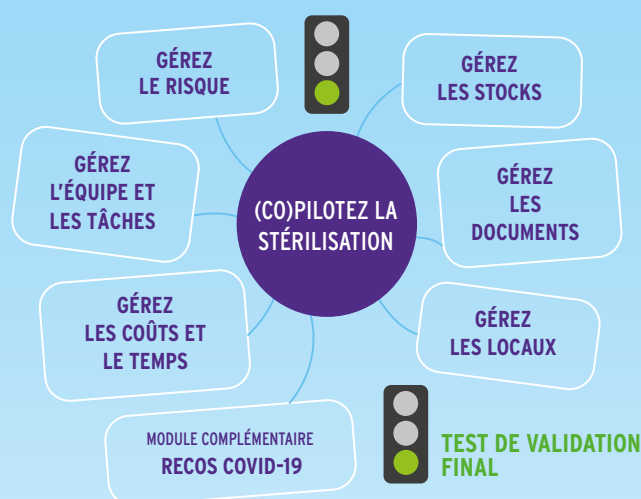 GÉREZ
LE RISQUE
GÉREZ
LES STOCKS
GÉREZ
L'ÉQUIPE ET
LES TÂCHES
(CO)PILOTEZ LA
STÉRILISATION
GÉREZ
LES
DOCUMENTS
GÉREZ
LES COÛTS ET
LE TEMPS
GÉREZ
LES LOCAUX
MODULE COMPLÉMENTAIRE
RECOS COVID-19
TEST DE VALIDATION
FINAL